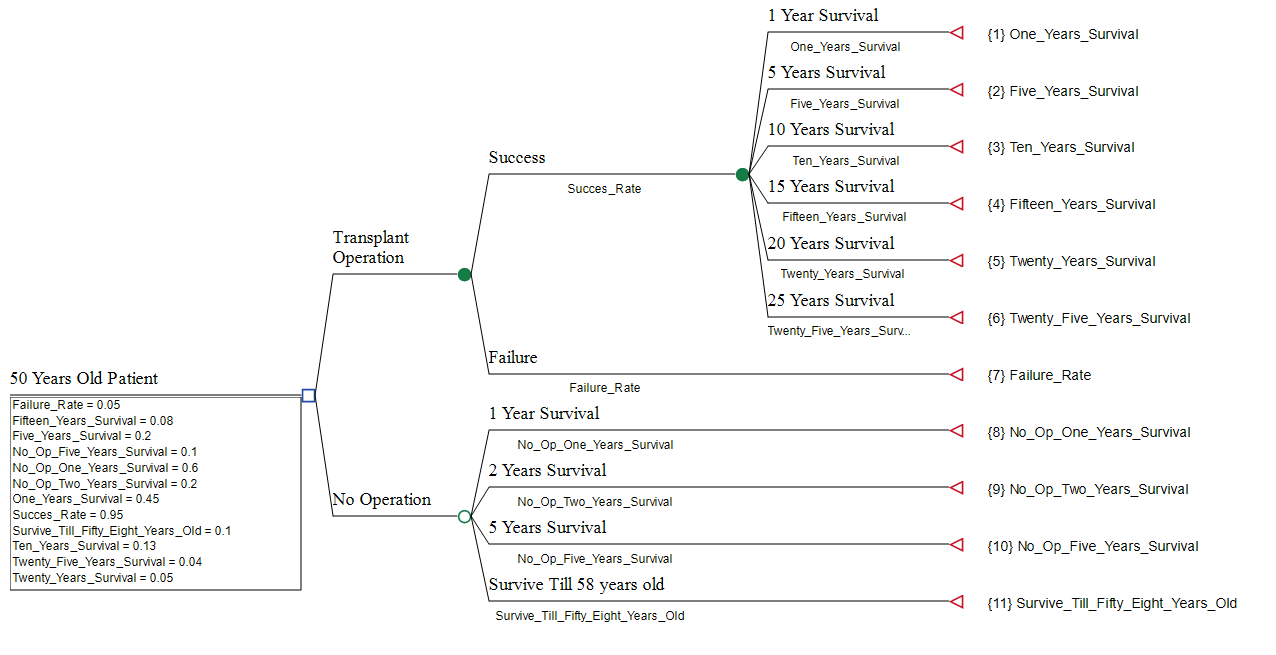 1 Year Survival
One_Years_Survival
{1} One_Years_Survival
5 Years Survival
Five_Years_Survival
{2} Five_Years_Survival
10 Years Survival
Ten_Years_Survival
{3} Ten_Years_Survival
Success
Succes_Rate
15 Years Survival
Fifteen_Years_Survival
{4} Fifteen_Years_Survival
20 Years Survival
Twenty_Years_Survival
{5} Twenty_Years_Survival
Transplant
Operation
25 Years Survival
Twenty_Five_Years_Surv...
{6} Twenty_Five_Years_Survival
Failure
Failure_Rate
{7} Failure_Rate
50 Years Old Patient
Failure_Rate = 0.05
Fifteen_Years_Survival = 0.08
Five_Years_Survival = 0.2
No_Op_Five_Years_Survival = 0.1
No_Op_One_Years_Survival = 0.6
No_Op_Two_Years_Survival = 0.2
One_Years_Survival = 0.45
Succes_Rate = 0.95
Survive_Till_Fifty_Eight_Years_Old = 0.1
Ten_Years_Survival = 0.13
Twenty_Five_Years_Survival = 0.04
Twenty_Years_Survival = 0.05
No Operation
1 Year Survival
No_Op_One_Years_Survival
{8} No_Op_One_Years_Survival
2 Years Survival
No_Op_Two_Years_Survival
{9} No_Op_Two_Years_Survival
5 Years Survival
No_Op_Five_Years_Survival
{10} No_Op_Five_Years_Survival
Survive Till 58 years old
Survive_Till_Fifty_Eight_Years_Old
{11} Survive_Till_Fifty_Eight_Years_Old